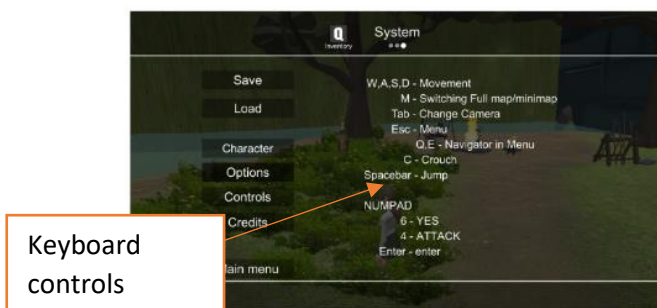 Q
Inventory
System
Save
Load
Character
Options
Controls
Credits
ain menu
W,A,S,D - Movement
M - Switching Full map/minimap
Tab - Change Camera
Esc - Menu
Q,E - Navigator in Menu
C - Crouch
Spacebar - Jump
NUMPAD
6 - YES
4 - ATTACK
Enter - enter
Keyboard
controls